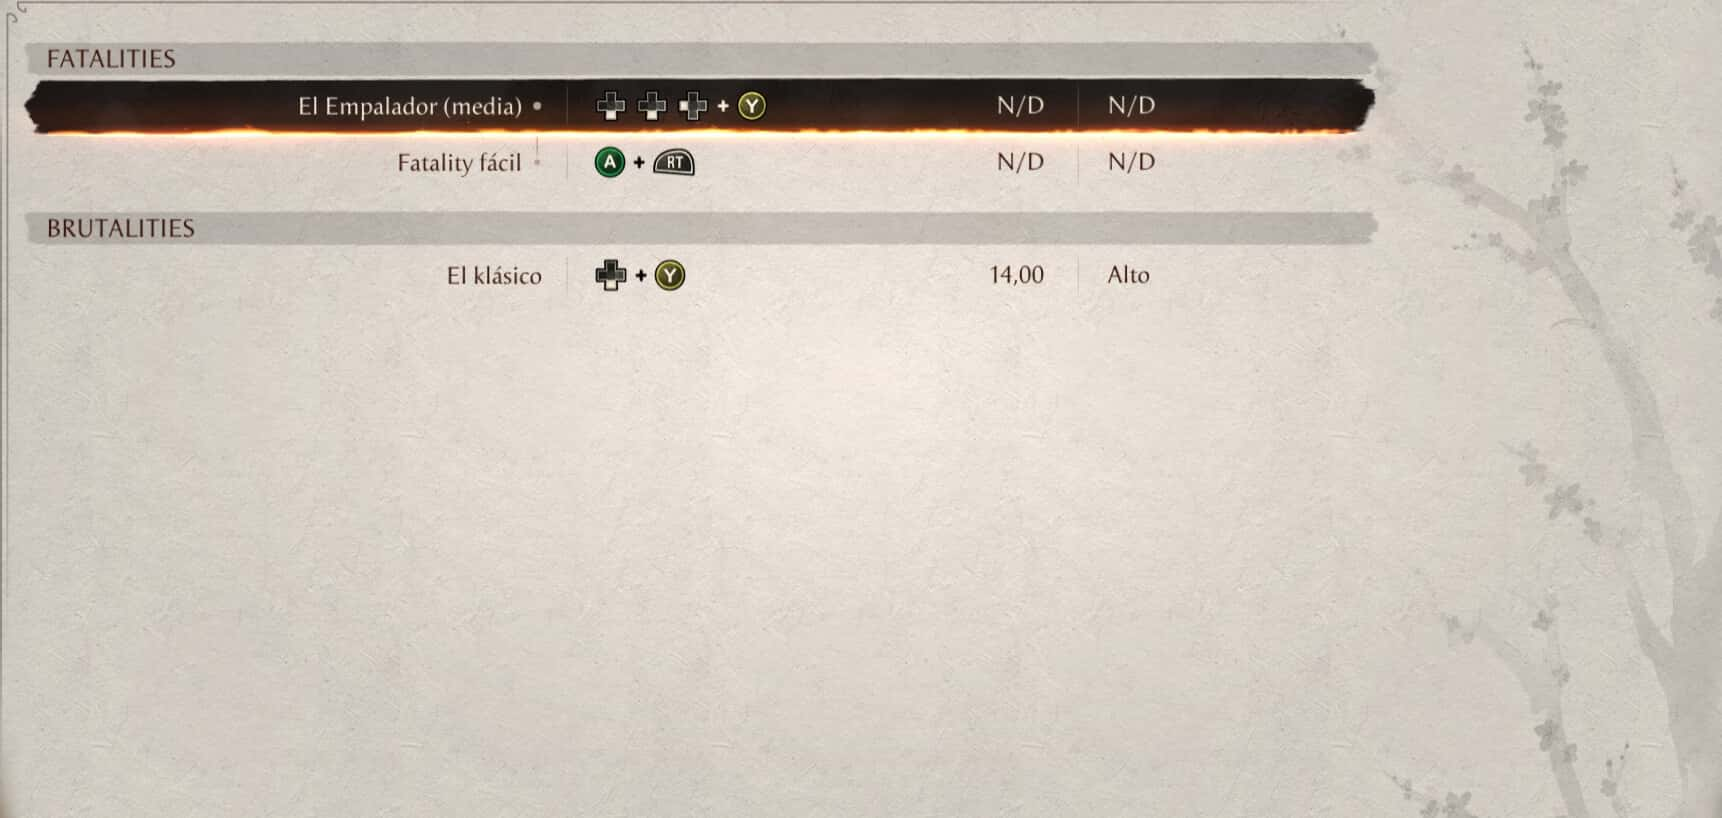 FATALITIES
El Empalador (media) + Y N/D N/D
Fatality fácil A + RT N/D N/D
BRUTALITIES
El klásico + Y 14,00 Alto